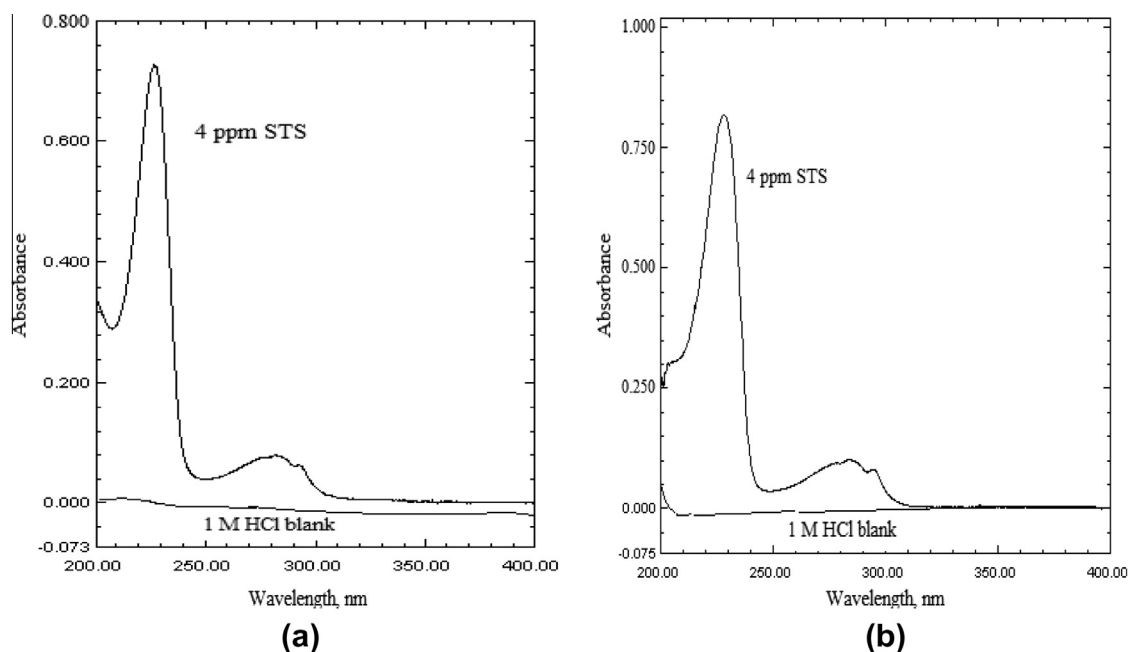 0.800
0.600
0.400
0.200
0.000
-0.073
Absorbance
4 ppm STS
1 M HCl blank
200.00 250.00 300.00 350.00 400.00
Wavelength, nm
(a)
1.000
0.750
0.500
0.250
0.000
-0.075
Absorbance
4 ppm STS
1 M HCl blank
200.00 250.00 300.00 350.00 400.00
Wavelength, nm
(b)